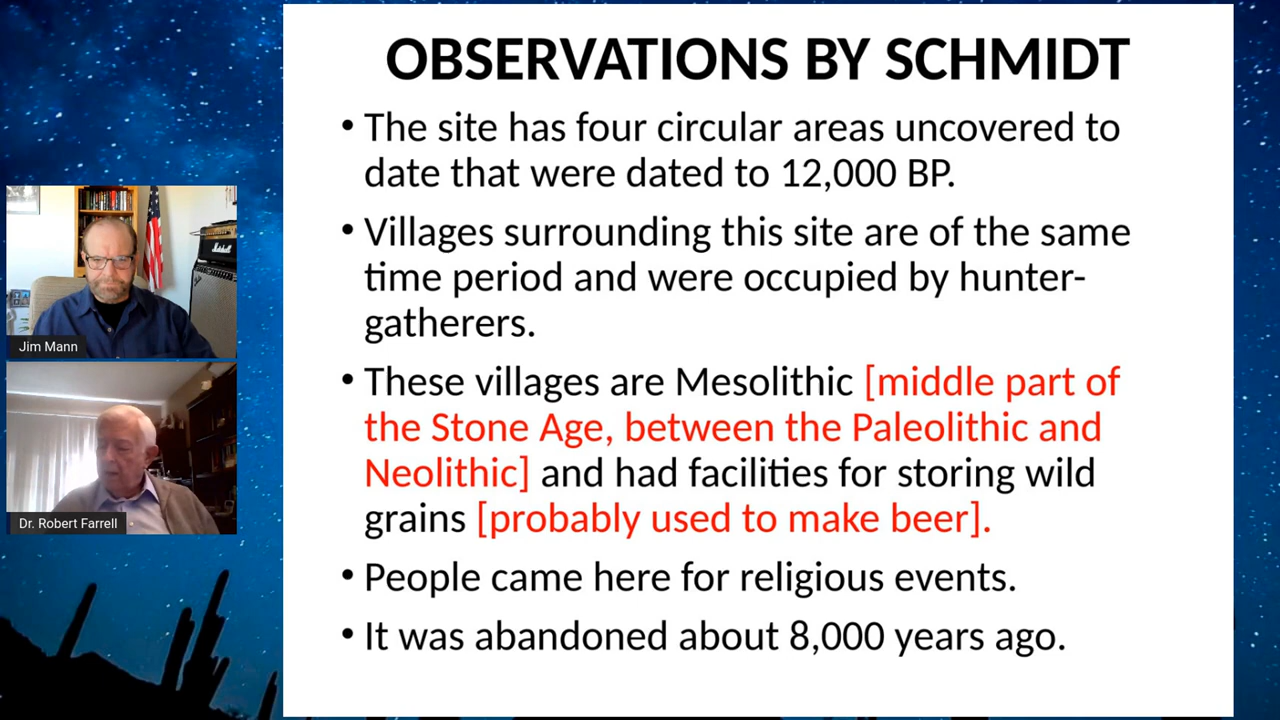 OBSERVATIONS BY SCHMIDT
• The site has four circular areas uncovered to
date that were dated to 12,000 BP.
• Villages surrounding this site are of the same
time period and were occupied by hunter-
gatherers.
• These villages are Mesolithic [middle part of
the Stone Age, between the Paleolithic and
Neolithic] and had facilities for storing wild
grains [probably used to make beer].
• People came here for religious events.
• It was abandoned about 8,000 years ago.
Marshall
Jim Mann
Dr. Robert Farrell